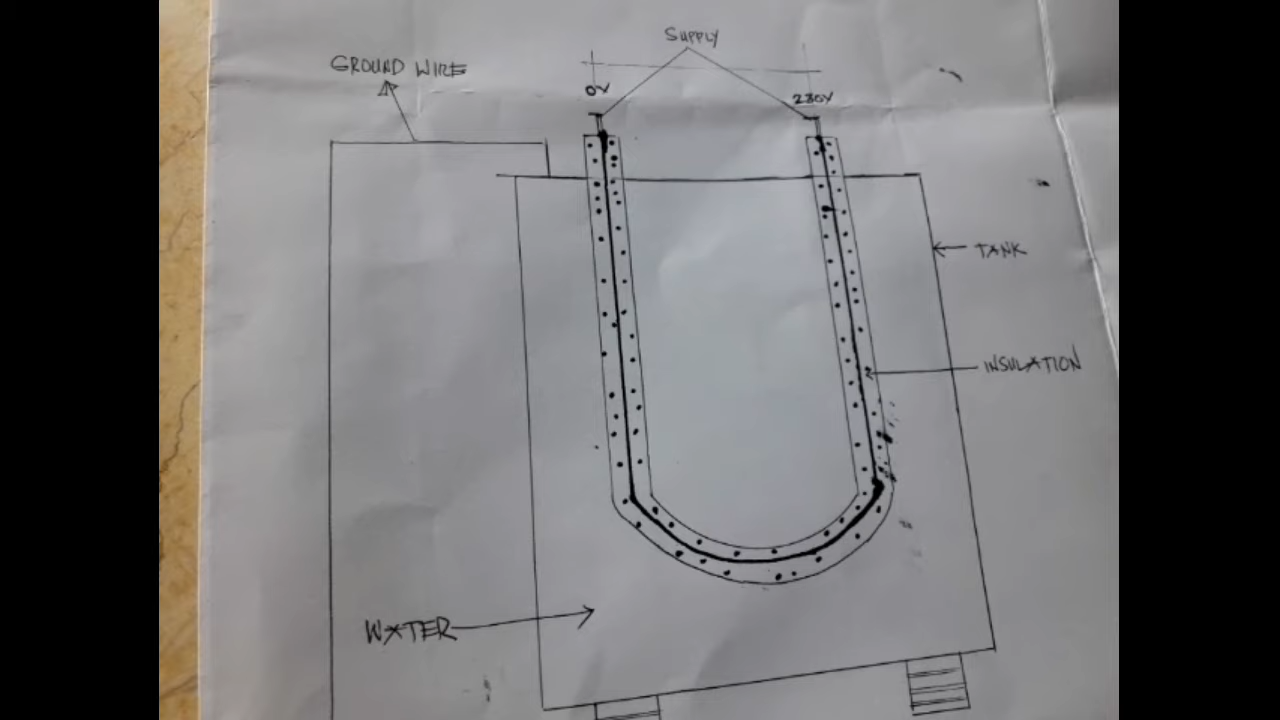 SUPPLY
GROUND WIRE
0V
230V
TANK
INSULATION
WATER